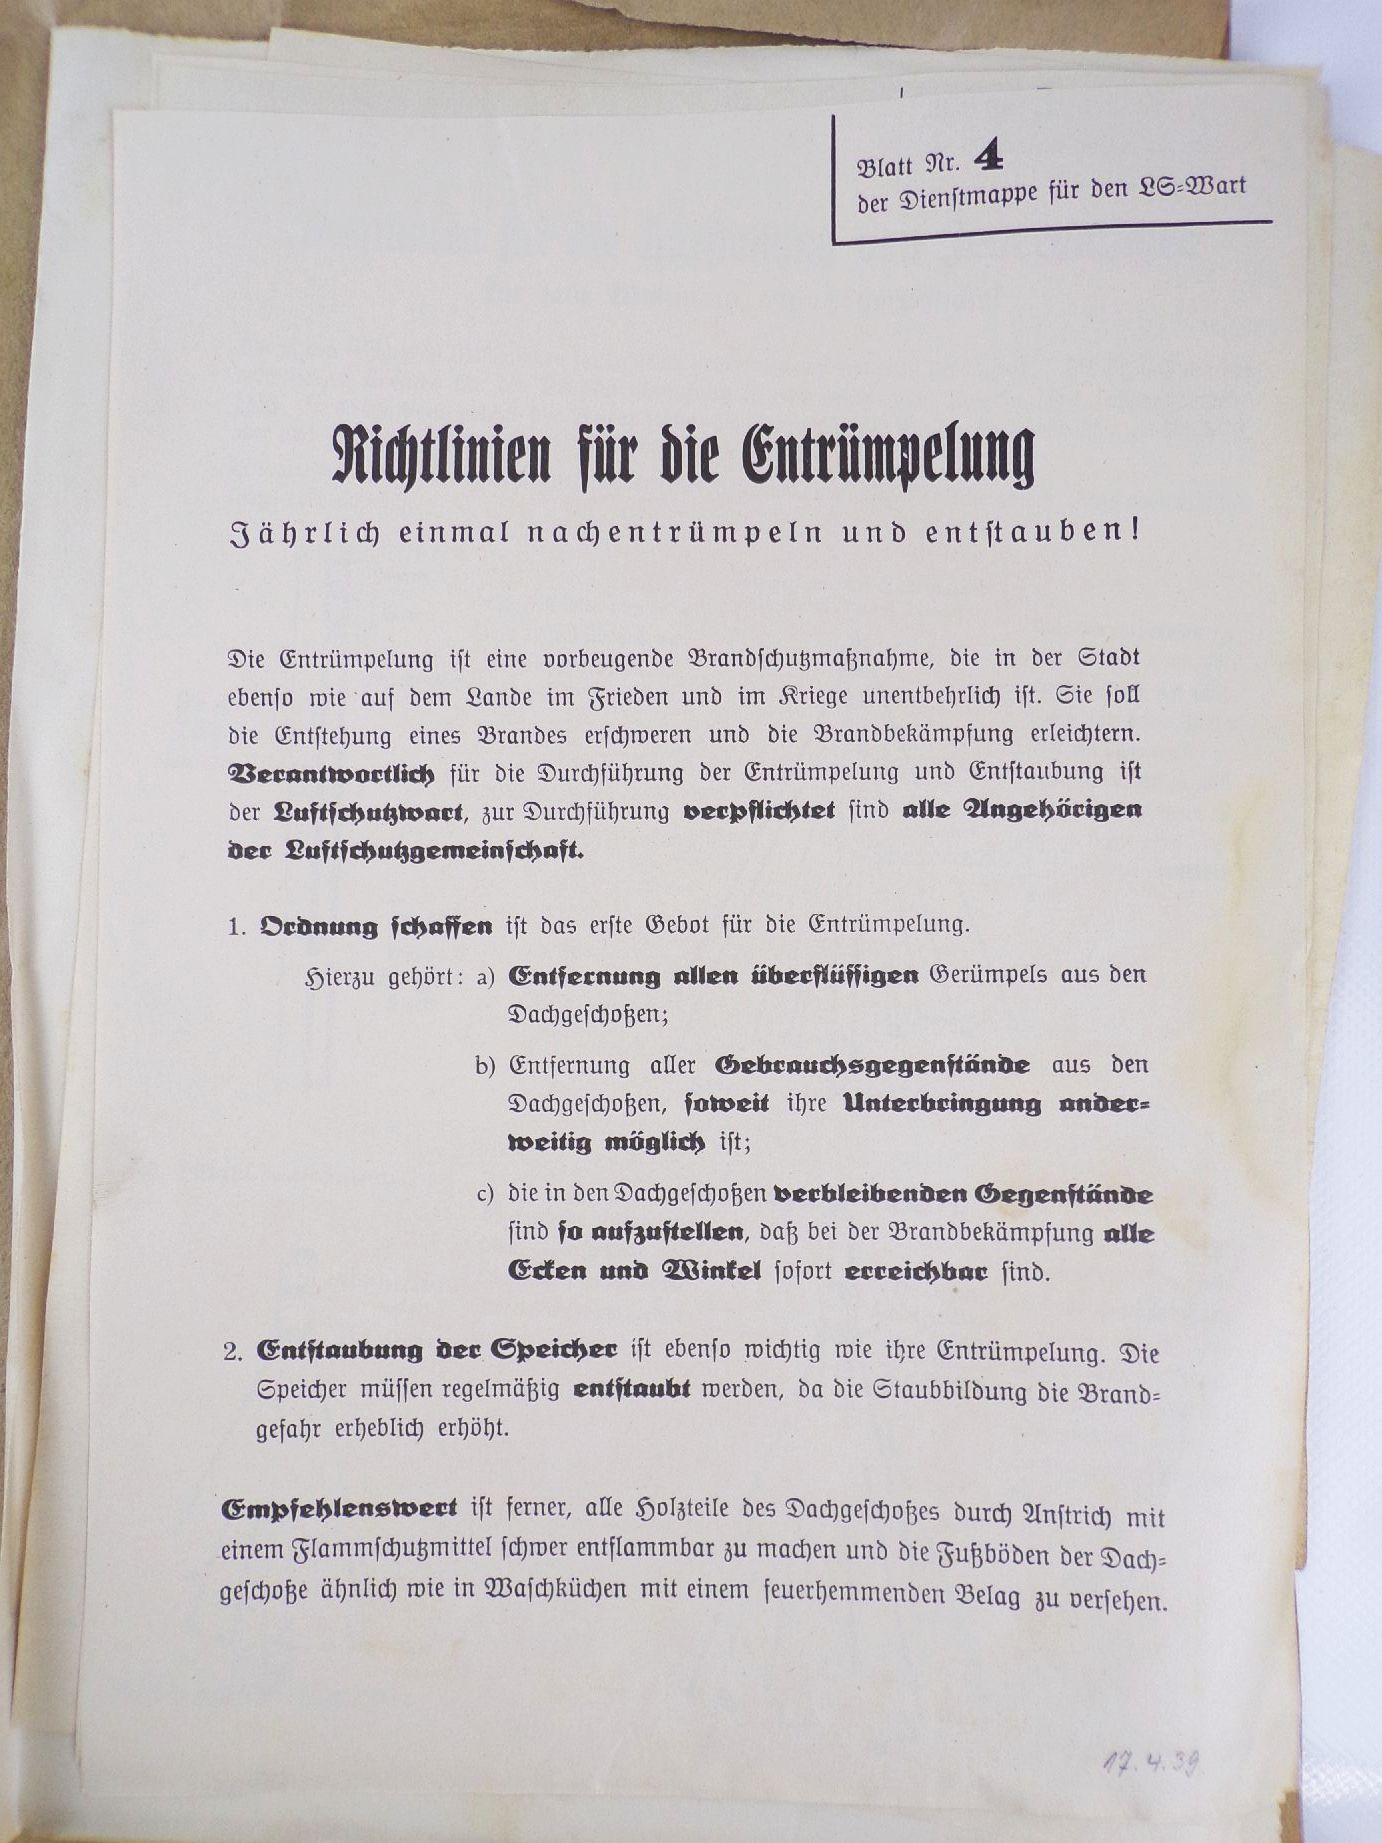 Blatt Nr. 4
der Dienstmappe für den LS-Wart
Richtlinien für die Entrümpelung
Jährlich einmal nachentrümpeln und entstauben!
Die Entrümpelung ist eine vorbeugende Brandschutzmaßnahme, die in der Stadt
ebenso wie auf dem Lande im Frieden und im Kriege unentbehrlich ist. Sie soll
die Entstehung eines Brandes erschweren und die Brandbekämpfung erleichtern.
Verantwortlich für die Durchführung der Entrümpelung und Entstaubung ist
der Luftschutzwart, zur Durchführung verpflichtet sind alle Angehörigen
der Luftschutzgemeinschaft.
1. Ordnung schaffen ist das erste Gebot für die Entrümpelung.
Hierzu gehört: a) Entfernung allen überflüssigen Gerümpels aus den
Dachgeschoßen;
b) Entfernung aller Gebrauchsgegenstände aus den
Dachgeschoßen, soweit ihre Unterbringung ander-
weitig möglich ist;
c) die in den Dachgeschoßen verbleibenden Gegenstände
sind so aufzustellen, daß bei der Brandbekämpfung alle
Ecken und Winkel sofort erreichbar sind.
2. Entstaubung der Speicher ist ebenso wichtig wie ihre Entrümpelung. Die
Speicher müssen regelmäßig entstaubt werden, da die Staubbildung die Brand-
gefahr erheblich erhöht.
Empfehlenswert ist ferner, alle Holzteile des Dachgeschoßes durch Anstrich mit
einem Flammschutzmittel schwer entflammbar zu machen und die Fußböden der Dach-
geschoße ähnlich wie in Waschküchen mit einem feuerhemmenden Belag zu versehen.
17.4.39